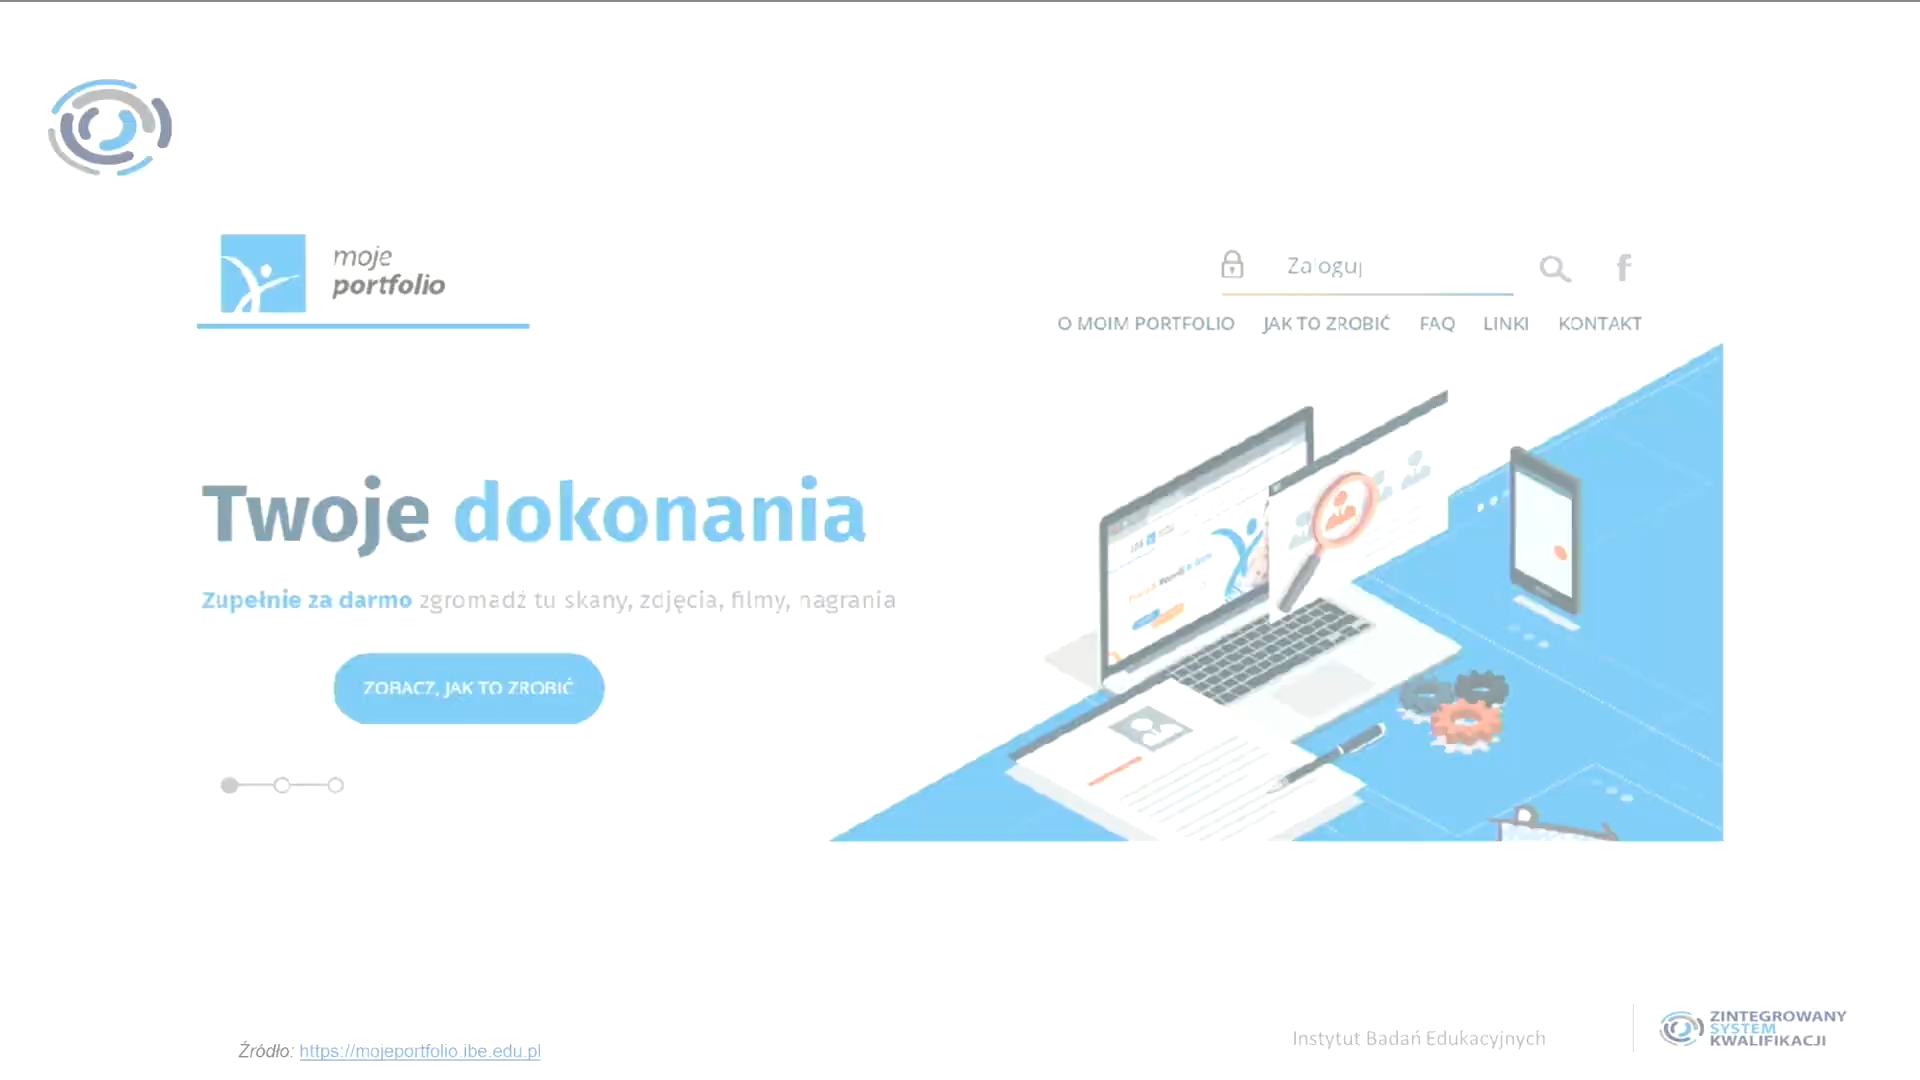 moje
portfolio
Zaloguj
f
O MOIM PORTFOLIO JAK TO ZROBIĆ FAQ LINKI KONTAKT
Twoje dokonania
Zupełnie za darmo zgromadź tu skany, zdjęcia, filmy, nagrania
ZOBACZ, JAK TO ZROBIĆ
Źródło: https://mojeportfolio.ibe.edu.pl
Instytut Badań Edukacyjnych
ZINTEGROWANY
SYSTEM
KWALIFIKACJI